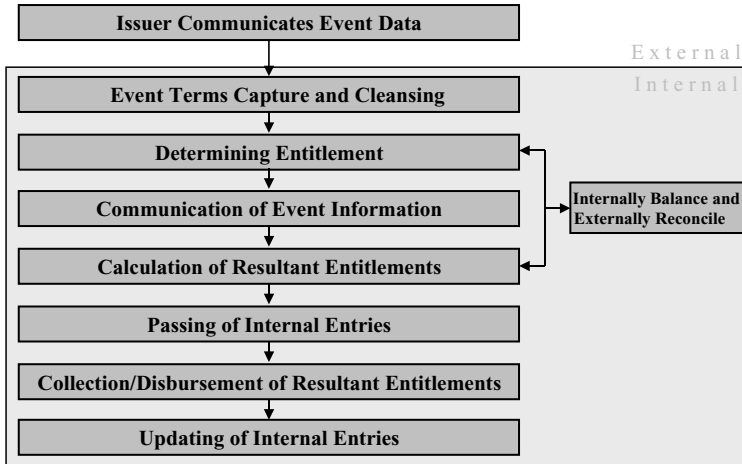 Issuer Communicates Event Data
External
Internal
Event Terms Capture and Cleansing
Determining Entitlement
Communication of Event Information
Internally Balance and
Externally Reconcile
Calculation of Resultant Entitlements
Passing of Internal Entries
Collection/Disbursement of Resultant Entitlements
Updating of Internal Entries